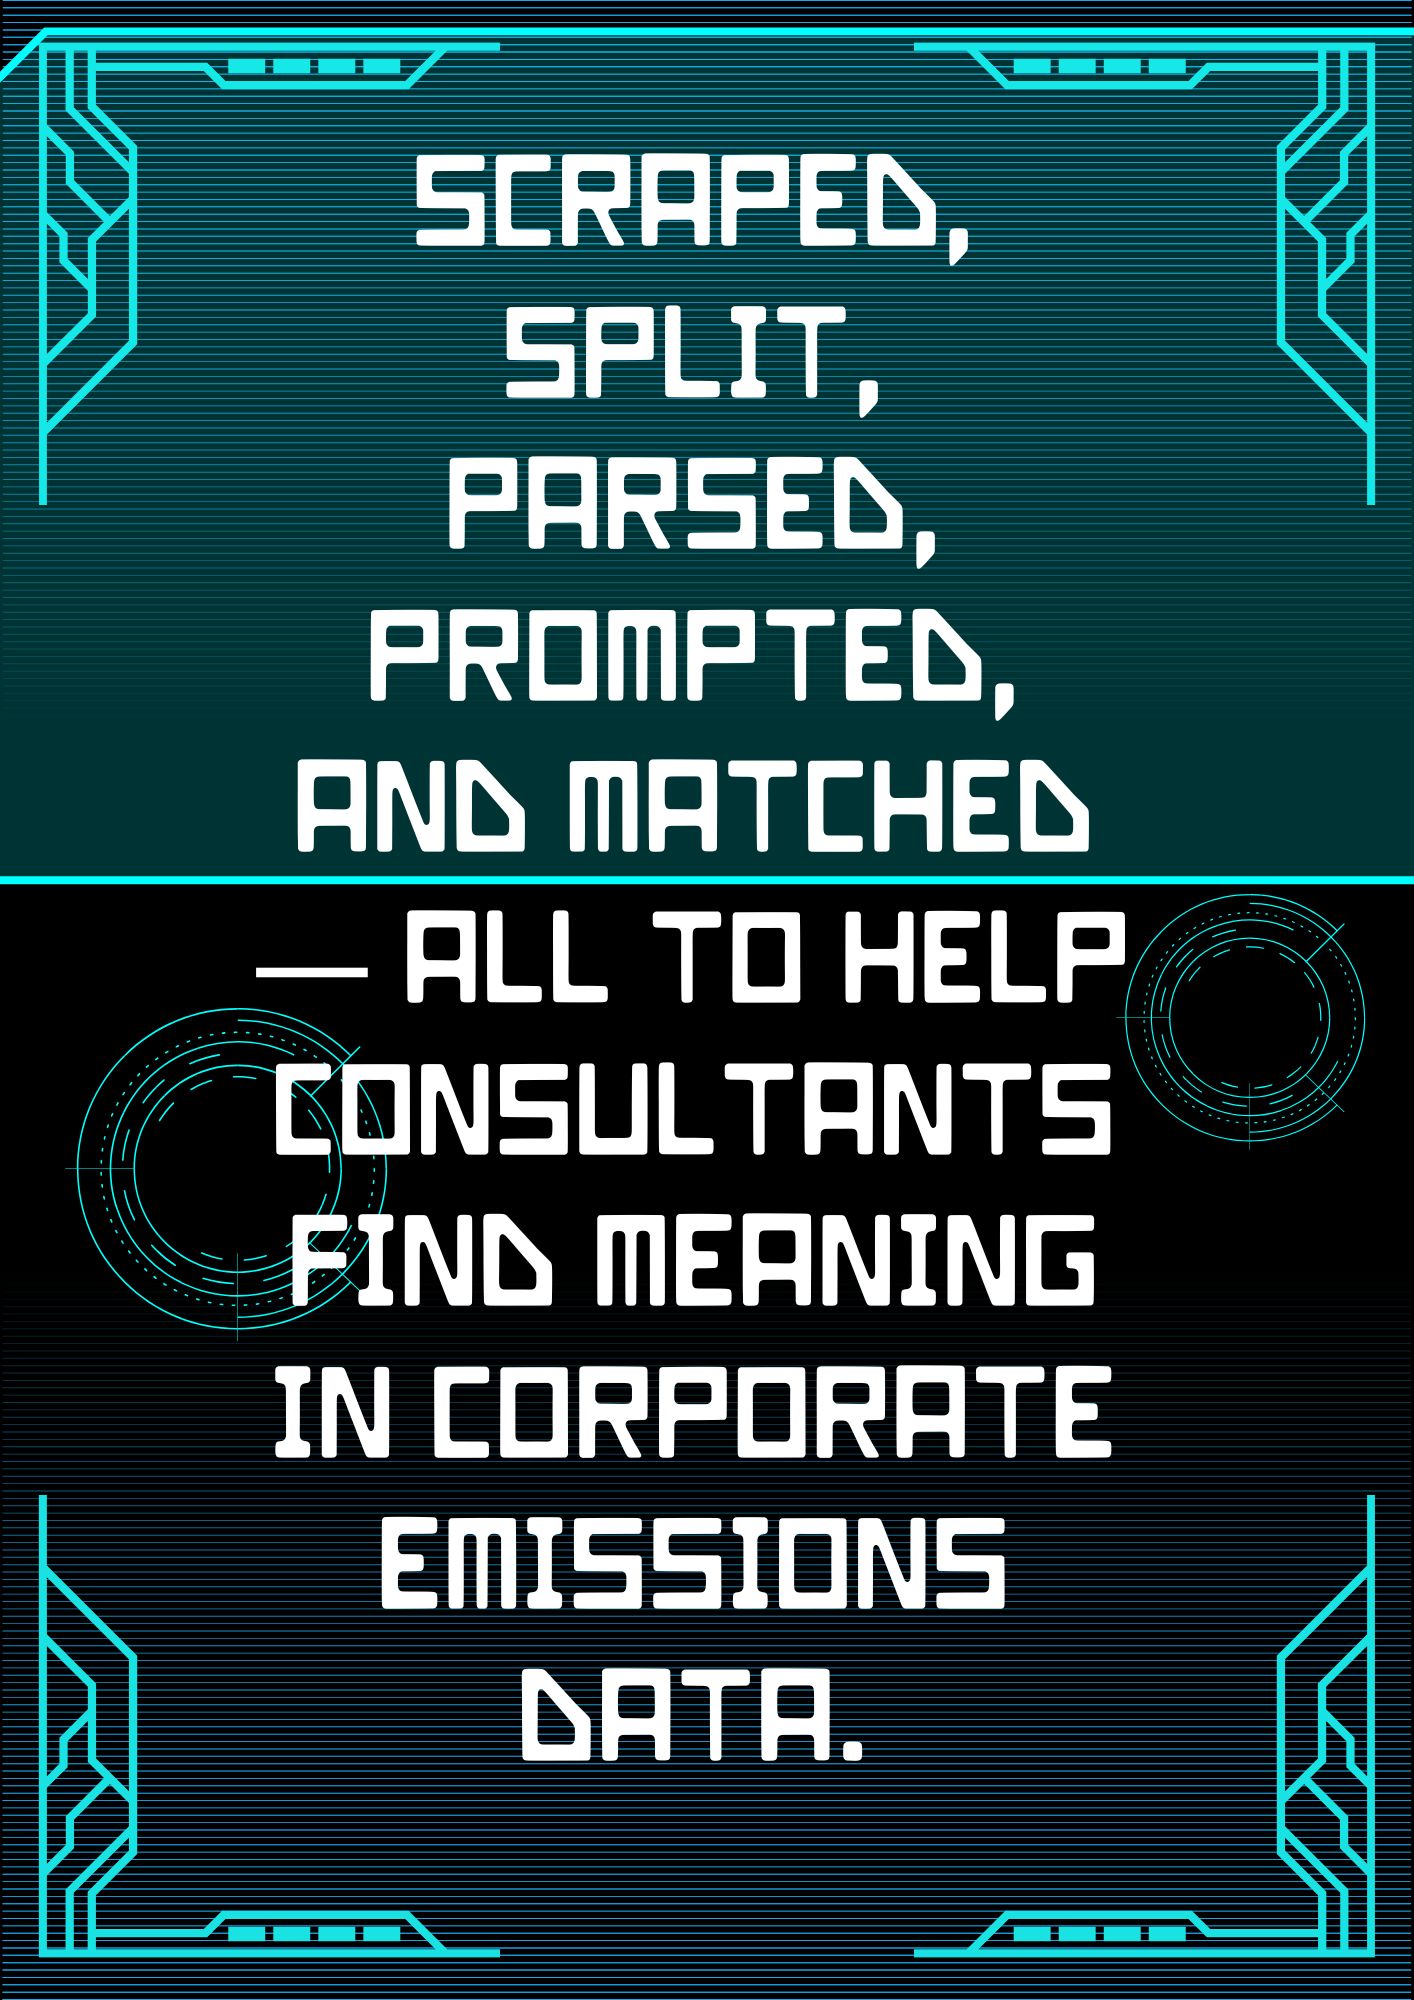 SCRAPED,
SPLIT,
PARSED,
PROMPTED,
AND MATCHED
— ALL TO HELP
CONSULTANTS
FIND MEANING
IN CORPORATE
EMISSIONS
DATA.